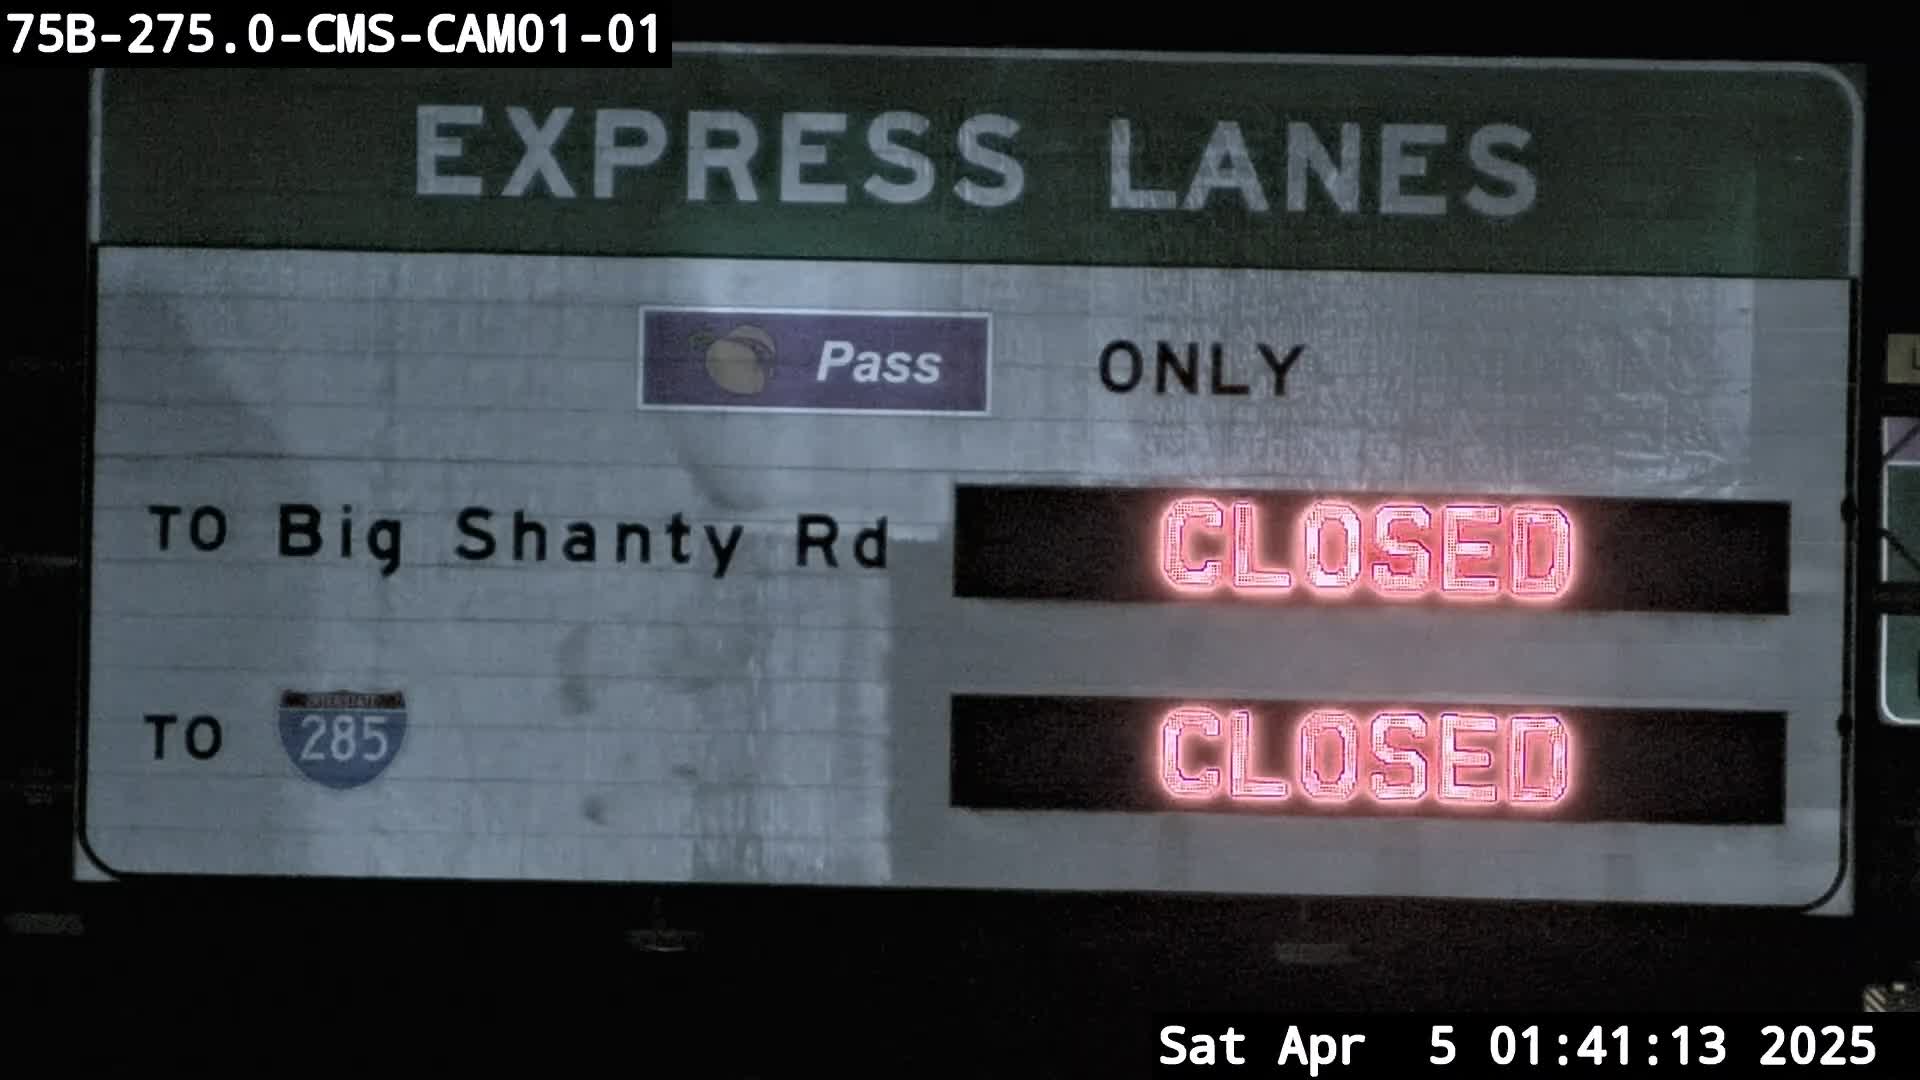 75B-275.0-CMS-CAM01-01
EXPRESS LANES
Pass ONLY
TO Big Shanty Rd CLOSED
TO INTERSTATE 285 CLOSED
Sat Apr 5 01:41:13 2025